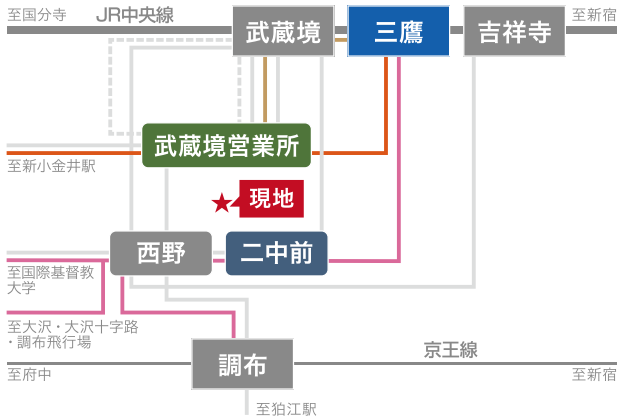 至国分寺
JR中央線
至新宿
武蔵境
三鷹
吉祥寺
武蔵境営業所
至新小金井駅
現地
西野
二中前
至国際基督教
大学
至大沢・大沢十字路
・調布飛行場
調布
京王線
至府中
至新宿
至狛江駅